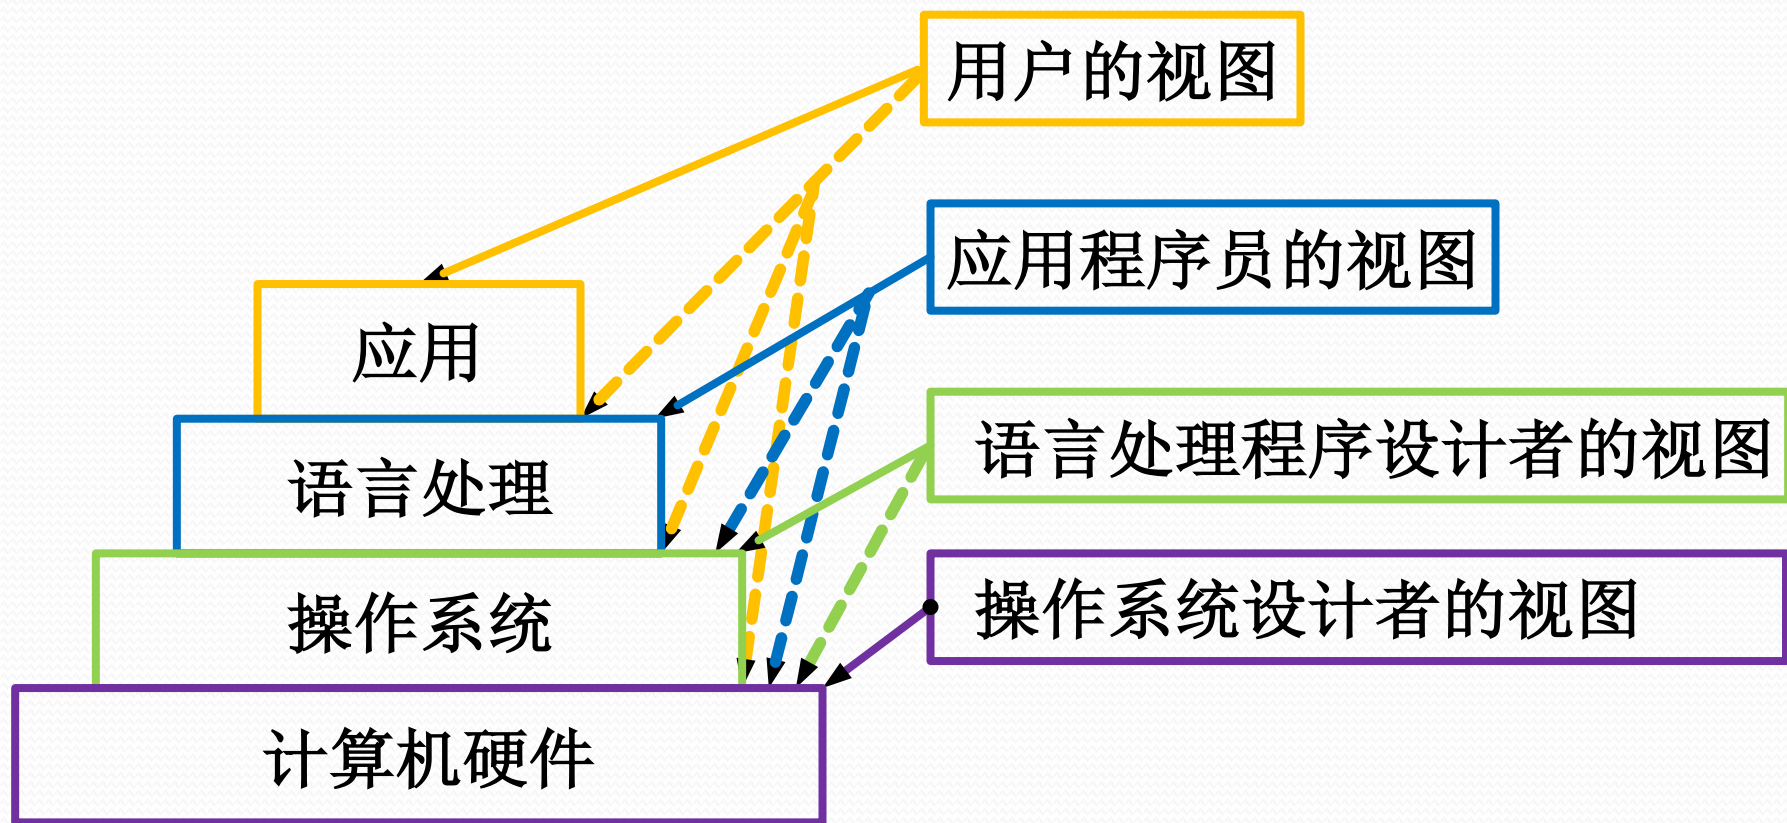 用户的视图
应用程序员的视图
应用
语言处理程序设计者的视图
语言处理
操作系统设计者的视图
操作系统
计算机硬件